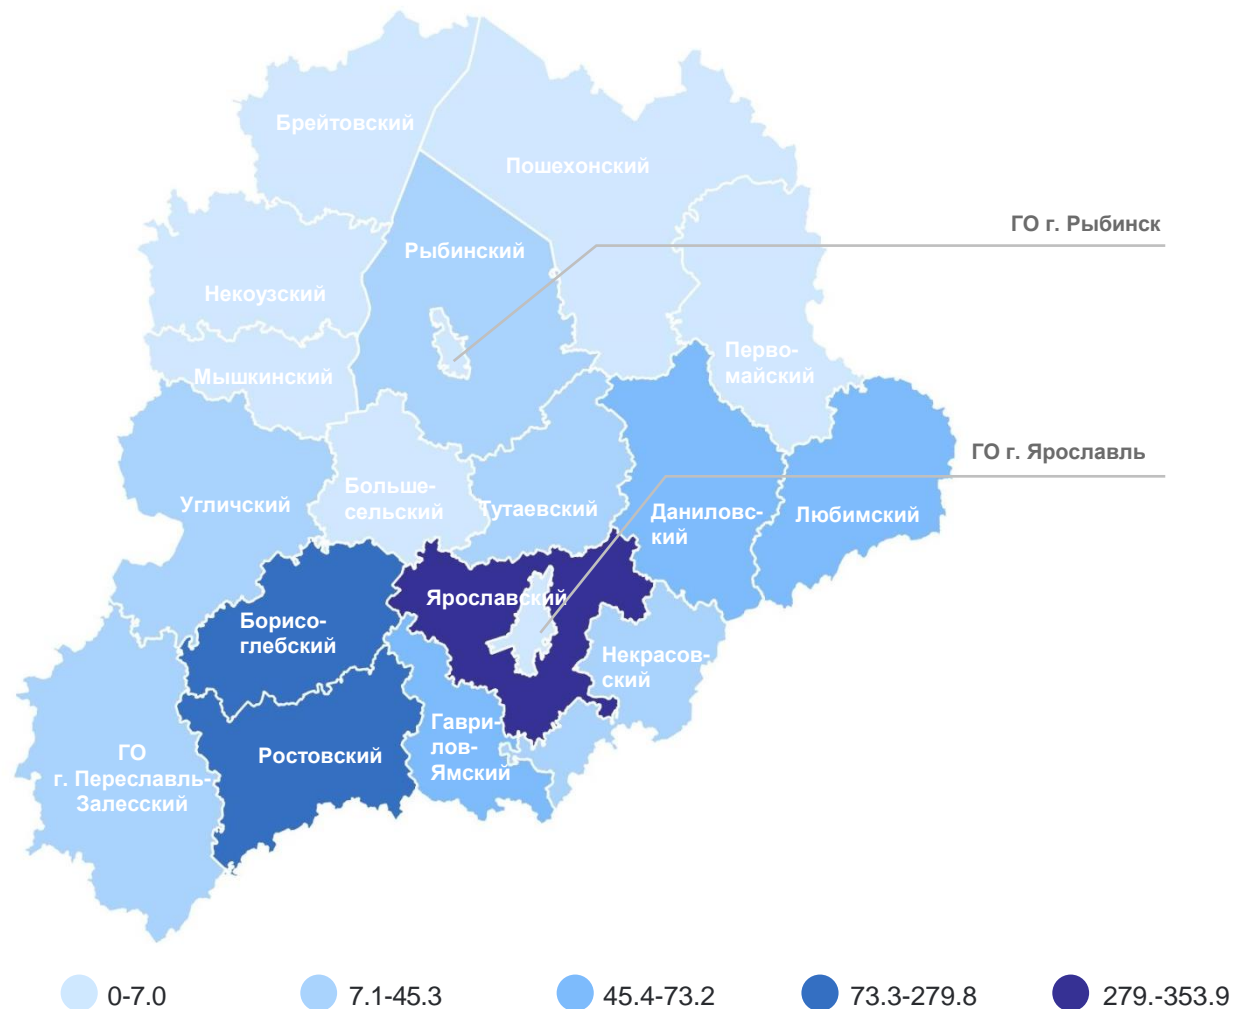 Брейтовский
Пошехонский
ГО г. Рыбинск
Рыбинский
Некоузский
Перво-
майский
Мышкинский
ГО г. Ярославль
Больше-
сельский
Угличский
Тутаевский
Даниловс-
кий
Любимский
Ярославский
Борисо-
глебский
Некрасов-
ский
Гаври-
лов-
Ямский
Ростовский
ГО
г. Переславль-
Залесский
0-7.0
7.1-45.3
45.4-73.2
73.3-279.8
279.-353.9